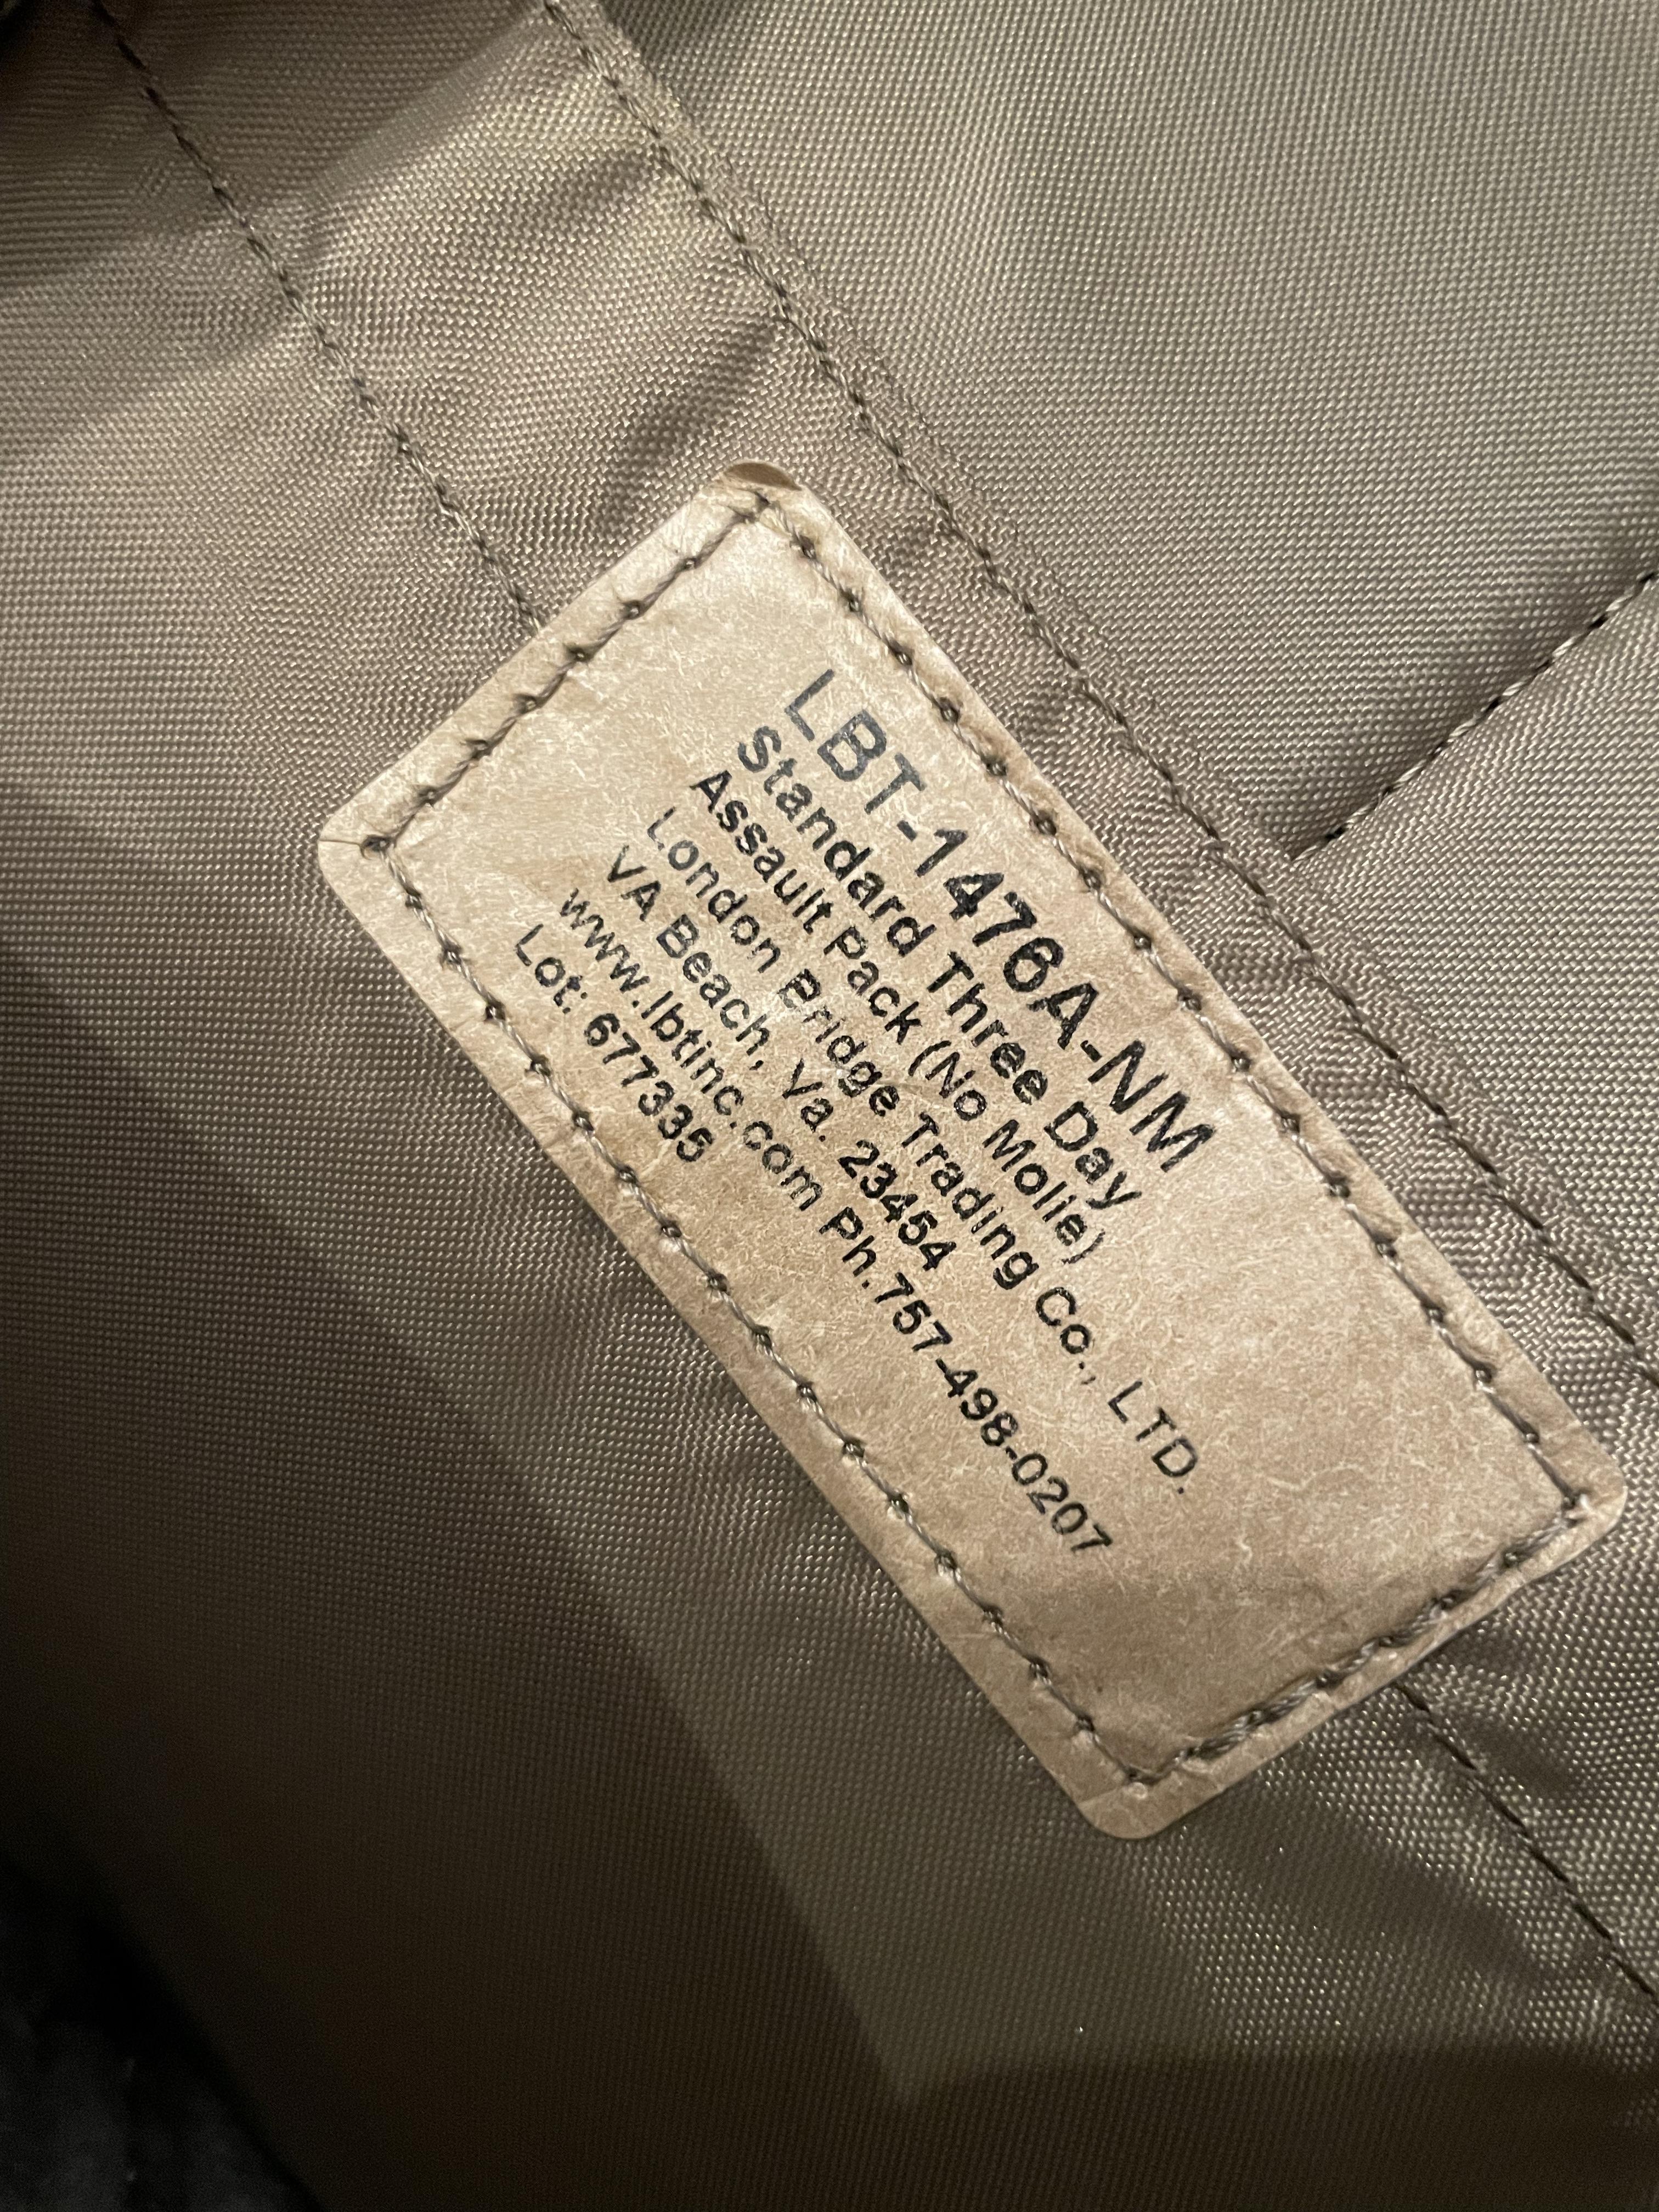 LBT-1476A-NM
Standard Three Day
Assault Pack (No Molle)
London Bridge Trading Co., LTD.
VA Beach, Va. 23454
www.lbtinc.com Ph.757-498-0207
Lot: 677335